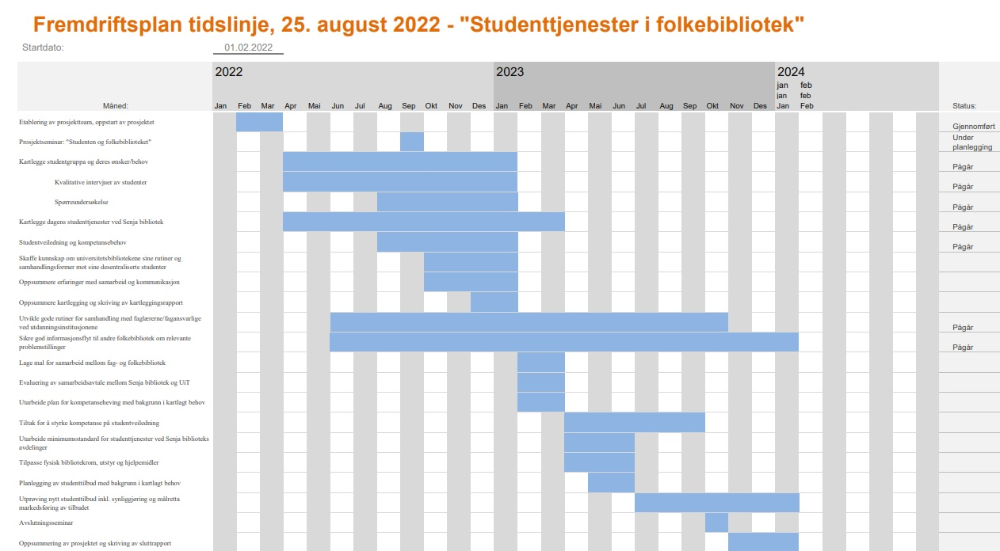 Fremdriftsplan tidslinje, 25. august 2022 - "Studenttjenester i folkebibliotek"
Startdato: 01.02.2022
2022 2023 2024
jan feb
jan feb
Måned: Jan Feb Mar Apr Mai Jun Jul Aug Sep Okt Nov Des Jan Feb Mar Apr Mai Jun Jul Aug Sep Okt Nov Des Jan Feb Status:
Etablering av prosjektteam, oppstart av prosjektet Gjennomført
Prosjektseminar: "Studenten og folkebiblioteket" Under
planlegging
Kartlegge studentgruppa og deres ønsker/behov Pågår
Kvalitative intervjuer av studenter Pågår
Spørreundersøkelse Pågår
Kartlegge dagens studenttjenester ved Senja bibliotek Pågår
Studentveiledning og kompetansebehov Pågår
Skaffe kunnskap om universitetsbibliotekene sine rutiner og
samhandlingsformer mot sine desentraliserte studenter
Oppsummere erfaringer med samarbeid og kommunikasjon
Oppsummere kartlegging og skriving av kartleggingsrapport
Utvikle gode rutiner for samhandling med faglærerne/fagansvarlige
ved utdanningsinstitusjonene Pågår
Sikre god informasjonsflyt til andre folkebibliotek om relevante
problemstillinger Pågår
Lage mal for samarbeid mellom fag- og folkebibliotek
Evaluering av samarbeidsavtale mellom Senja bibliotek og UiT
Utarbeide plan for kompetanseheving med bakgrunn i kartlagt behov
Tiltak for å styrke kompetanse på studentveiledning
Utarbeide minimumsstandard for studenttjenester ved Senja biblioteks
avdelinger
Tilpasse fysisk bibliotekrom, utstyr og hjelpemidler
Planlegging av studenttilbud med bakgrunn i kartlagt behov
Utprøving nytt studenttilbud inkl. synliggjøring og målretta
markedsføring av tilbudet
Avslutningsseminar
Oppsummering av prosjektet og skriving av sluttrapport